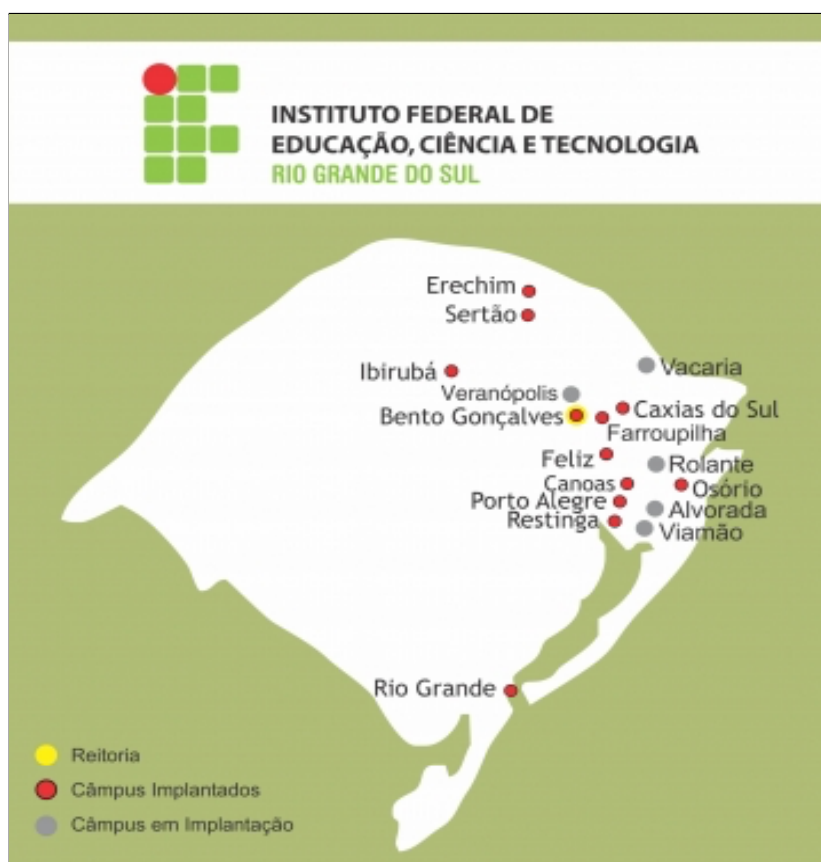 INSTITUTO FEDERAL DE
EDUCAÇÃO, CIÊNCIA E TECNOLOGIA
RIO GRANDE DO SUL
Erechim
Sertão
Ibirubá
Vacaria
Veranópolis
Bento Gonçalves
Caxias do Sul
Farroupilha
Feliz
Rolante
Canoas
Osório
Porto Alegre
Alvorada
Restinga
Viamão
Rio Grande
Reitoria
Câmpus Implantados
Câmpus em Implantação